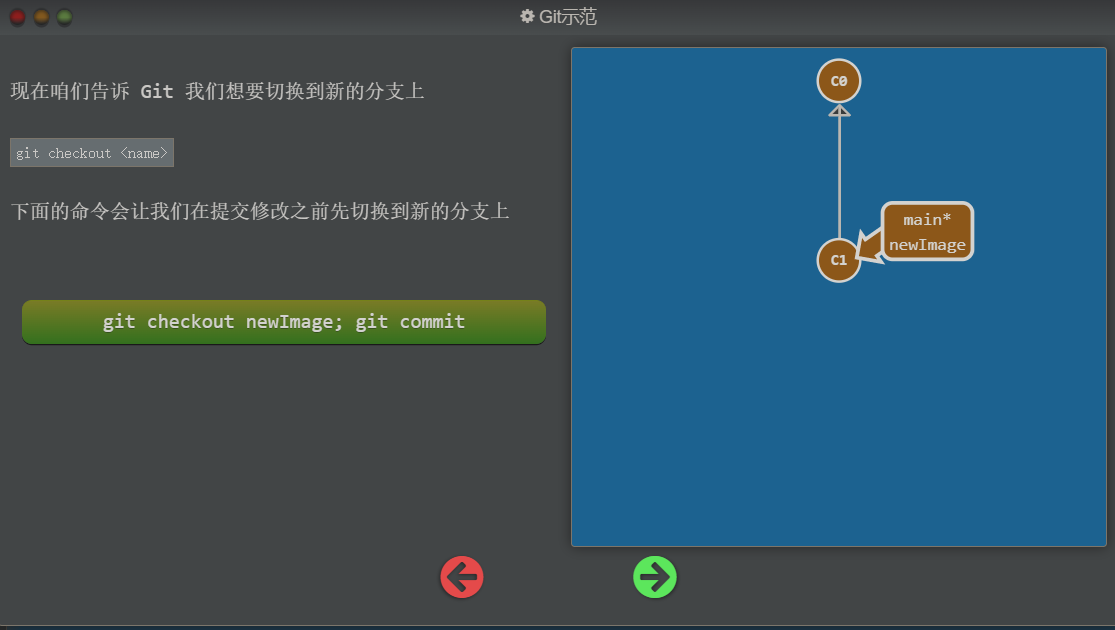 Git示范
现在咱们告诉 Git 我们想要切换到新的分支上
git checkout <name>
下面的命令会让我们在提交修改之前先切换到新的分支上
git checkout newImage; git commit
C0
main*
newImage
C1